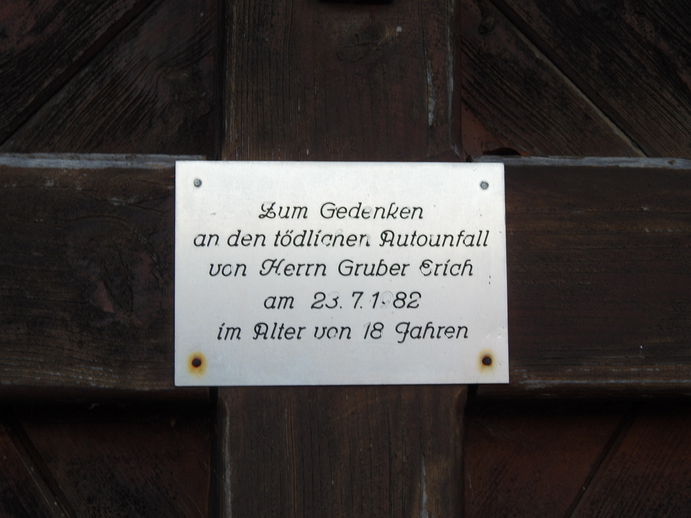 Zum Gedenken
an den tödlichen Autounfall
von Herrn Gruber Erich
am 23. 7. 1982
im Alter von 18 Jahren